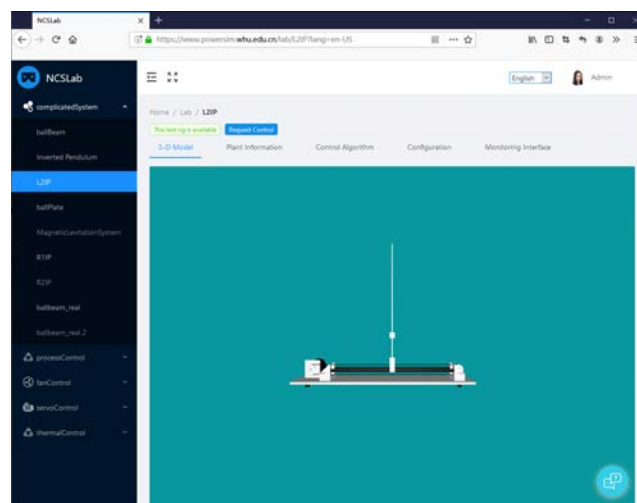 NCSLab
https://www.powersim.whu.edu.cn/lab/L2IP?lang=en-US
NCSLab
English
Admin
complicatedSystem
Home / Lab / L2IP
This test rig is available
Request Control
ballBeam
3-D Model
Plant Information
Control Algorithm
Configuration
Monitoring Interface
Inverted Pendulum
L2IP
ballPlate
MagneticLevitationSystem
R1IP
R2IP
ballbeam_real
ballbeam_real 2
processControl
fanControl
servoControl
thermalControl